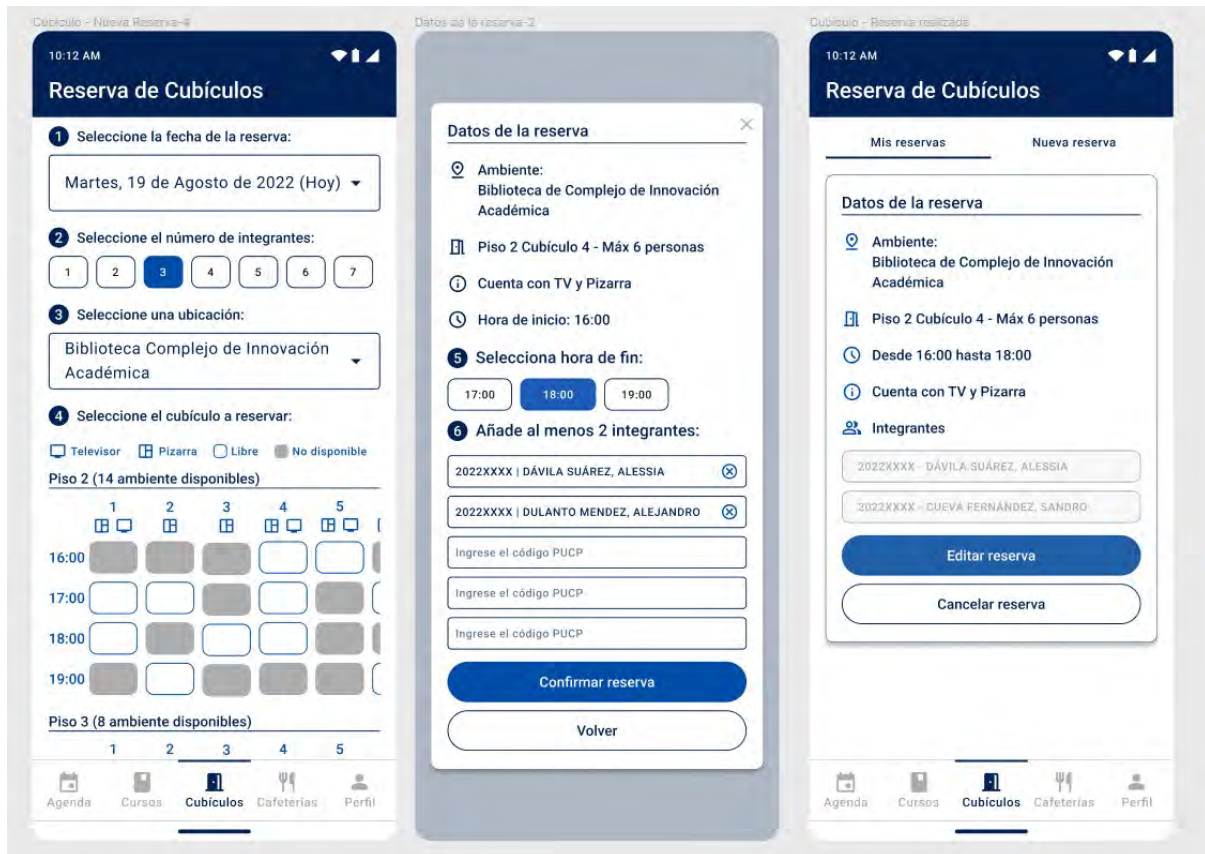 Cubículo - Nueva Reserva-4
10:12 AM
Reserva de Cubículos
1 Seleccione la fecha de la reserva:
Martes, 19 de Agosto de 2022 (Hoy)
2 Seleccione el número de integrantes:
1 2 3 4 5 6 7
3 Seleccione una ubicación:
Biblioteca Complejo de Innovación
Académica
4 Seleccione el cubículo a reservar:
Televisor Pizarra Libre No disponible
Piso 2 (14 ambiente disponibles)
1 2 3 4 5
16:00
17:00
18:00
19:00
Piso 3 (8 ambiente disponibles)
1 2 3 4 5
Agenda Cursos Cubículos Cafeterías Perfil
Datos de la reserva-2
Datos de la reserva
Ambiente:
Biblioteca de Complejo de Innovación
Académica
Piso 2 Cubículo 4 - Máx 6 personas
Cuenta con TV y Pizarra
Hora de inicio: 16:00
5 Selecciona hora de fin:
17:00 18:00 19:00
6 Añade al menos 2 integrantes:
2022XXXX | DÁVILA SUÁREZ, ALESSIA
2022XXXX | DULANTO MENDEZ, ALEJANDRO
Ingrese el código PUCP
Ingrese el código PUCP
Ingrese el código PUCP
Confirmar reserva
Volver
Cubículo - Reserva realizada
10:12 AM
Reserva de Cubículos
Mis reservas Nueva reserva
Datos de la reserva
Ambiente:
Biblioteca de Complejo de Innovación
Académica
Piso 2 Cubículo 4 - Máx 6 personas
Desde 16:00 hasta 18:00
Cuenta con TV y Pizarra
Integrantes
2022XXXX - DÁVILA SUÁREZ, ALESSIA
2022XXXX - CUEVA FERNÁNDEZ, SANDRO
Editar reserva
Cancelar reserva
Agenda Cursos Cubículos Cafeterías Perfil